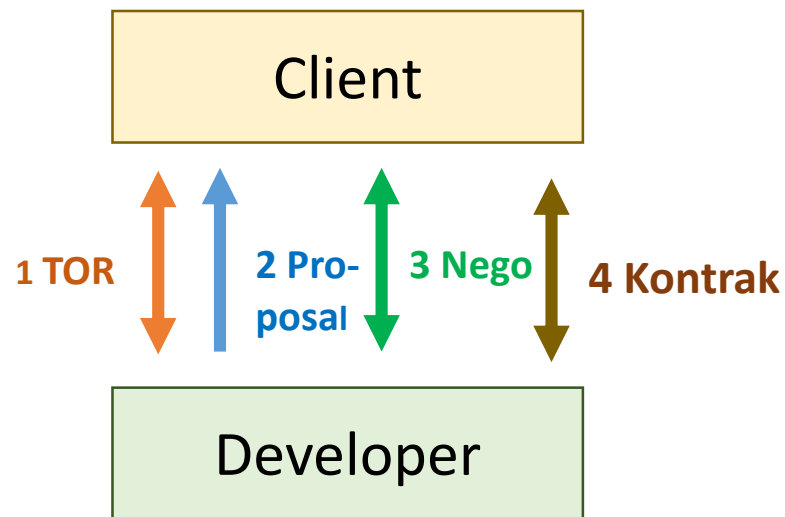 Client
1 TOR
2 Pro-
posal
3 Nego
4 Kontrak
Developer